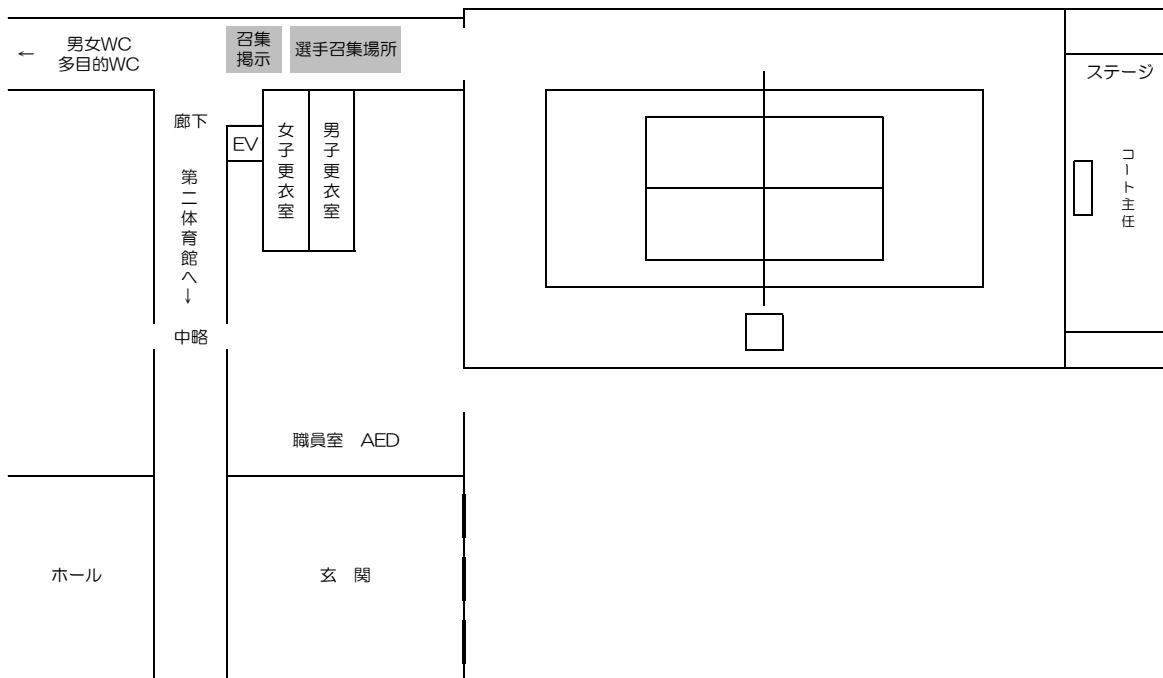 ← 男女WC
多目的WC
召集
掲示
選手召集場所
ステージ
廊下
EV
女子更衣室
男子更衣室
コート主任
第二体育館へ↓
中略
職員室　AED
ホール
玄　関